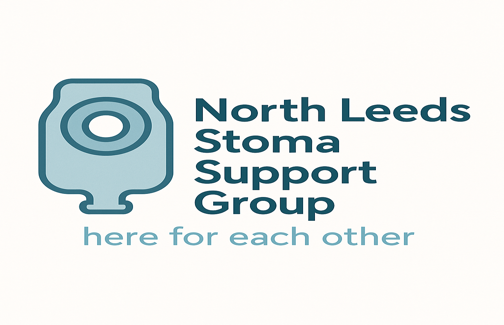 North Leeds
Stoma
Support
Group
here for each other